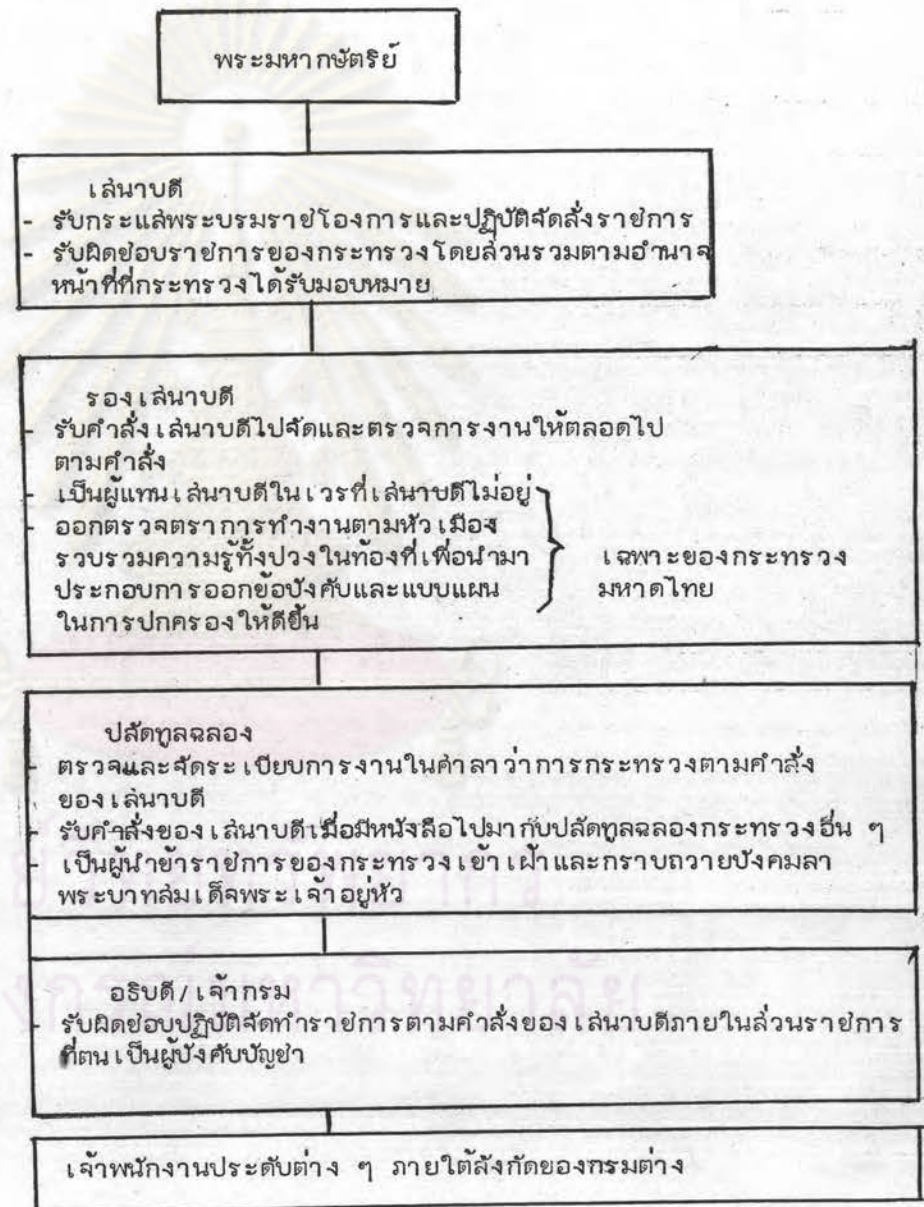 พระมหากษัตริย์
เสนาบดี
- รับกระแสพระบรมราชโองการและปฏิบัติจัดสั่งราชการ
- รับผิดชอบราชการของกระทรวงโดยส่วนรวมตามอำนาจ
หน้าที่ที่กระทรวงได้รับมอบหมาย
รองเสนาบดี
- รับคำสั่งเสนาบดีไปจัดและตรวจการงานให้ตลอดไป
ตามคำสั่ง
- เป็นผู้แทนเสนาบดีในเวรที่เสนาบดีไม่อยู่
- ออกตรวจตราการทำงานตามหัวเมือง
รวบรวมความรู้ทั้งปวงในท้องที่เพื่อนำมา
ประกอบการออกข้อบังคับและแบบแผน
ในการปกครองให้ดีขึ้น
เฉพาะของกระทรวง
มหาดไทย
ปลัดทูลฉลอง
- ตรวจและจัดระเบียบการงานในศาลาว่าการกระทรวงตามคำสั่ง
ของเสนาบดี
- รับคำสั่งของเสนาบดีเมื่อมีหนังสือไปมากับปลัดทูลฉลองกระทรวงอื่น ๆ
- เป็นผู้นำข้าราชการของกระทรวงเข้าเฝ้าและกราบถวายบังคมลา
พระบาทสมเด็จพระเจ้าอยู่หัว
อธิบดี/เจ้ากรม
- รับผิดชอบปฏิบัติจัดทำราชการตามคำสั่งของเสนาบดีภายในส่วนราชการ
ที่ตนเป็นผู้บังคับบัญชา
เจ้าพนักงานประดับต่าง ๆ ภายใต้สังกัดของกรมต่าง